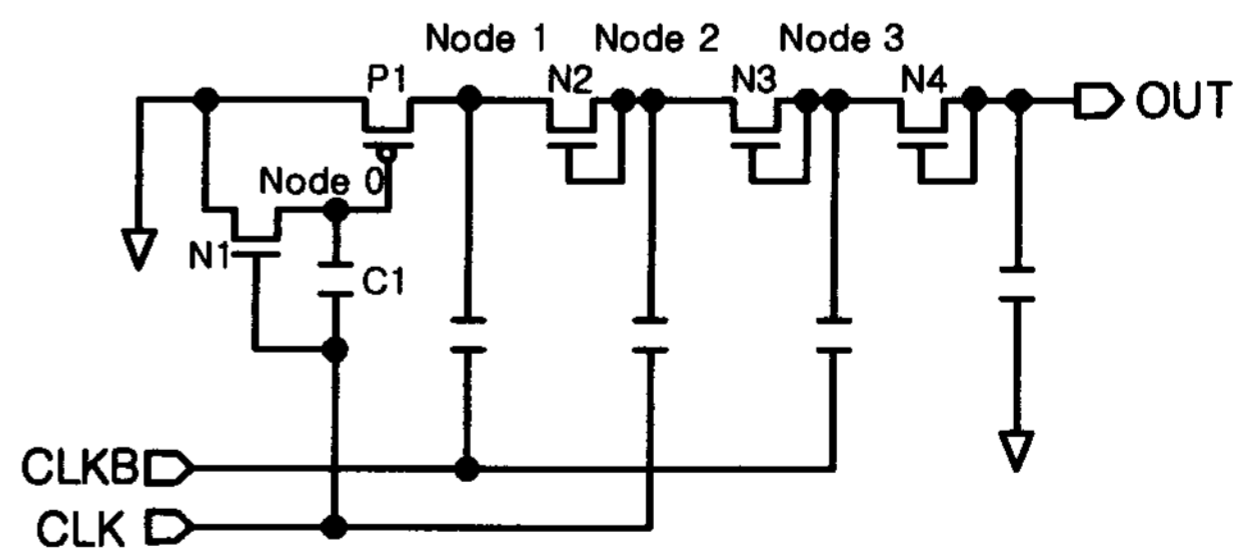 Node 1
Node 2
Node 3
P1
N2
N3
N4
OUT
Node 0
N1
C1
CLKB
CLK